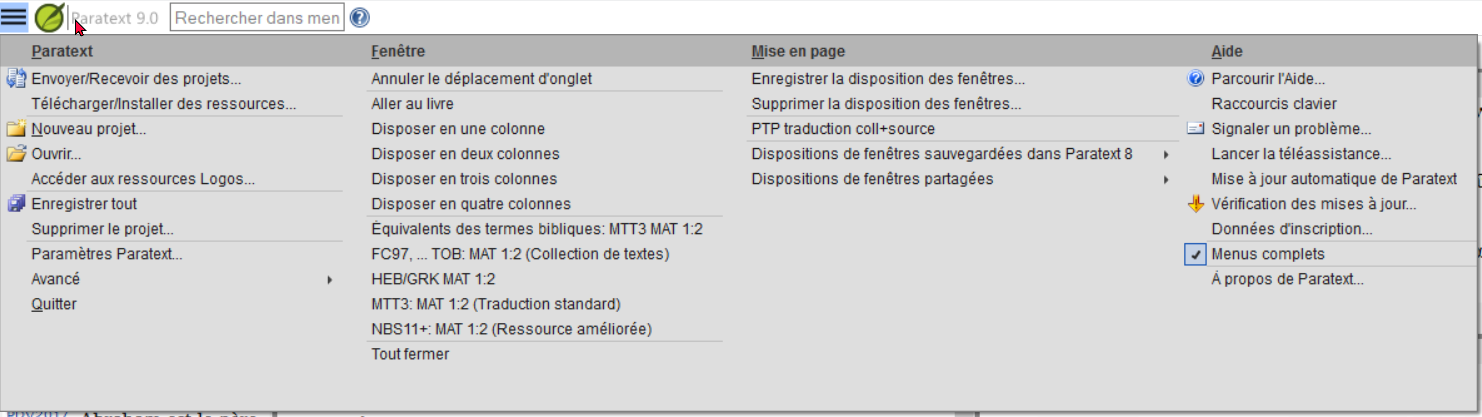 Paratext 9.0 Rechercher dans men
Paratext
Envoyer/Recevoir des projets...
Télécharger/Installer des ressources...
Nouveau projet...
Ouvrir...
Accéder aux ressources Logos...
Enregistrer tout
Supprimer le projet...
Paramètres Paratext...
Avancé
Quitter
Fenêtre
Annuler le déplacement d'onglet
Aller au livre
Disposer en une colonne
Disposer en deux colonnes
Disposer en trois colonnes
Disposer en quatre colonnes
Équivalents des termes bibliques: MTT3 MAT 1:2
FC97, ... TOB: MAT 1:2 (Collection de textes)
HEB/GRK MAT 1:2
MTT3: MAT 1:2 (Traduction standard)
NBS11+: MAT 1:2 (Ressource améliorée)
Tout fermer
Mise en page
Enregistrer la disposition des fenêtres...
Supprimer la disposition des fenêtres...
PTP traduction coll+source
Dispositions de fenêtres sauvegardées dans Paratext 8
Dispositions de fenêtres partagées
Aide
Parcourir l'Aide...
Raccourcis clavier
Signaler un problème...
Lancer la téléassistance...
Mise à jour automatique de Paratext
Vérification des mises à jour...
Données d'inscription...
Menus complets
À propos de Paratext...